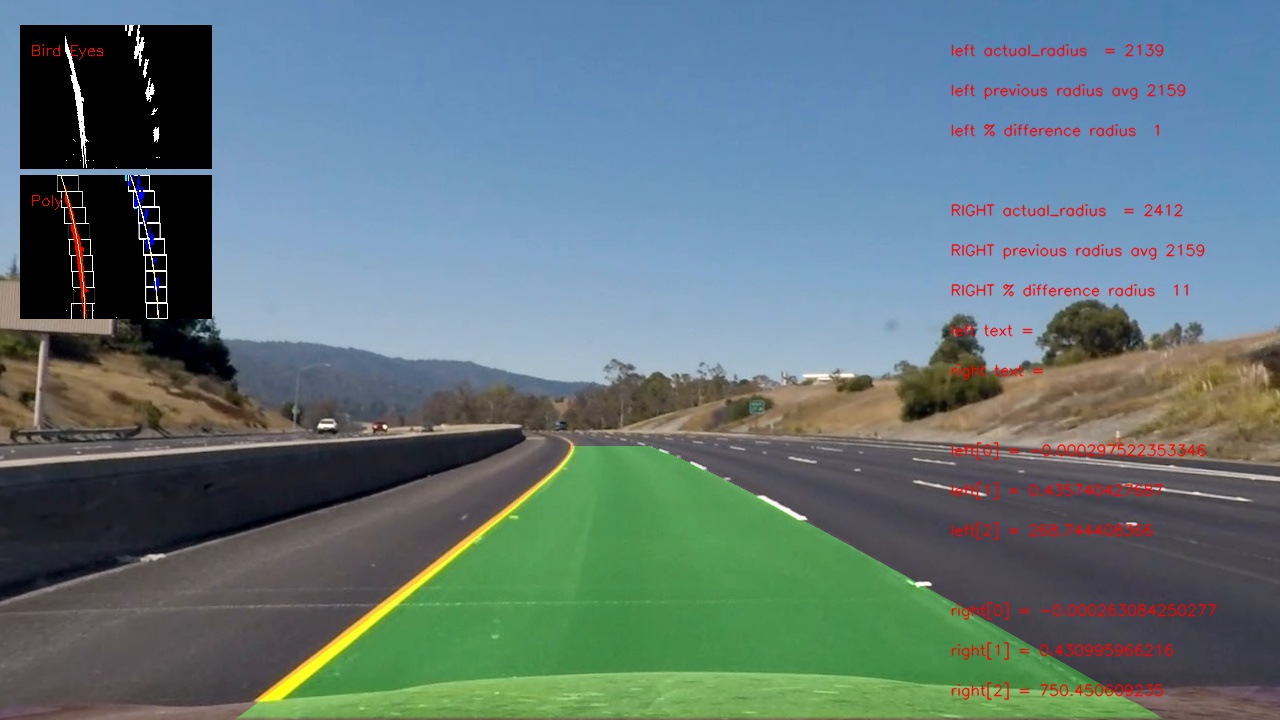 Bird Eyes
Poly
left actual_radius = 2139
left previous radius avg 2159
left % difference radius 1
RIGHT actual_radius = 2412
RIGHT previous radius avg 2159
RIGHT % difference radius 11
left text =
right text =
left[0] = -0.000297522353346
left[1] = 0.435740427687
left[2] = 268.744408366
right[0] = -0.000263084250277
right[1] = 0.430995966216
right[2] = 750.450609235